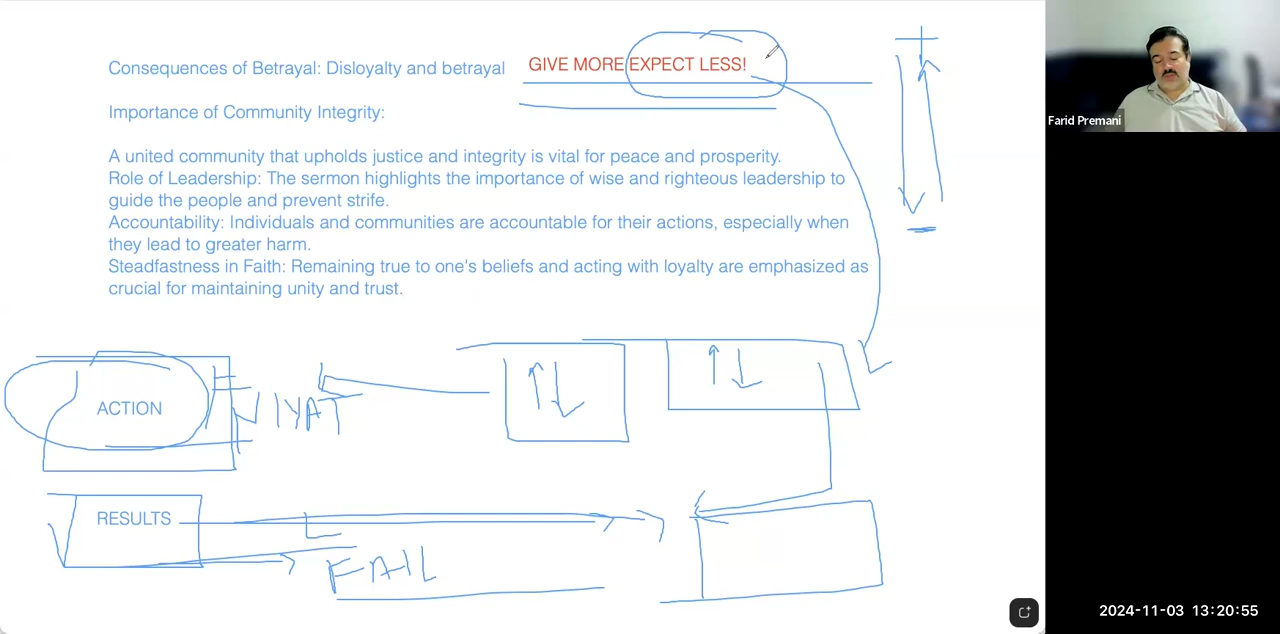 Consequences of Betrayal: Disloyalty and betrayal GIVE MORE EXPECT LESS!
Importance of Community Integrity:
A united community that upholds justice and integrity is vital for peace and prosperity.
Role of Leadership: The sermon highlights the importance of wise and righteous leadership to
guide the people and prevent strife.
Accountability: Individuals and communities are accountable for their actions, especially when
they lead to greater harm.
Steadfastness in Faith: Remaining true to one's beliefs and acting with loyalty are emphasized as
crucial for maintaining unity and trust.
ACTION
NIYAT
RESULTS
FAIL
Farid Premani
2024-11-03 13:20:55